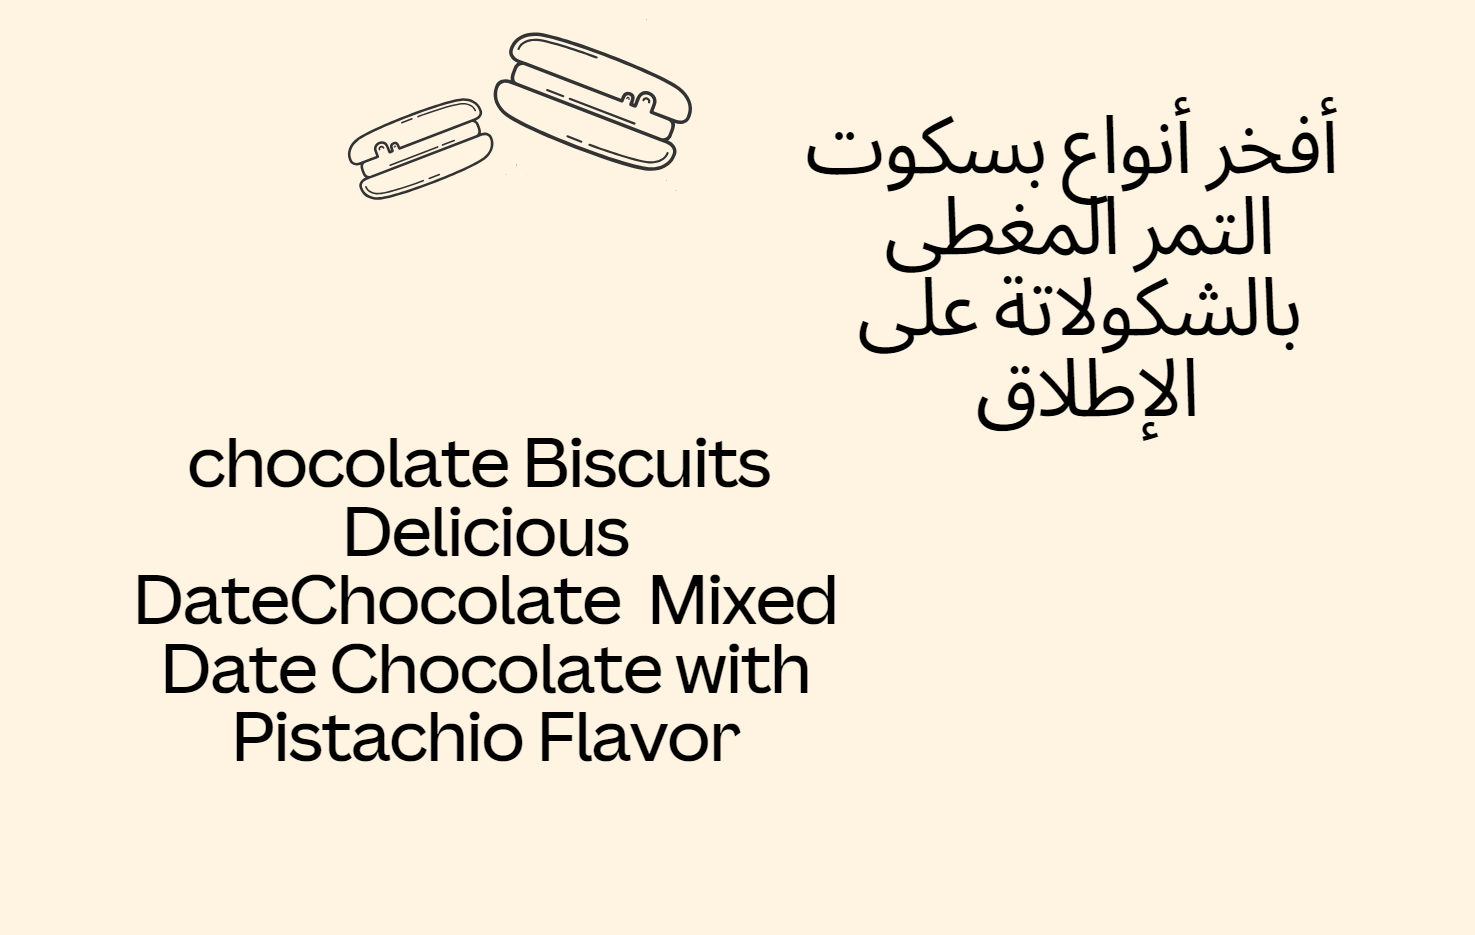 أفخر أنواع بسكوت
التمر المغطى
بالشكولاتة على
الإطلاق
chocolate Biscuits
Delicious
DateChocolate  Mixed
Date Chocolate with
Pistachio Flavor